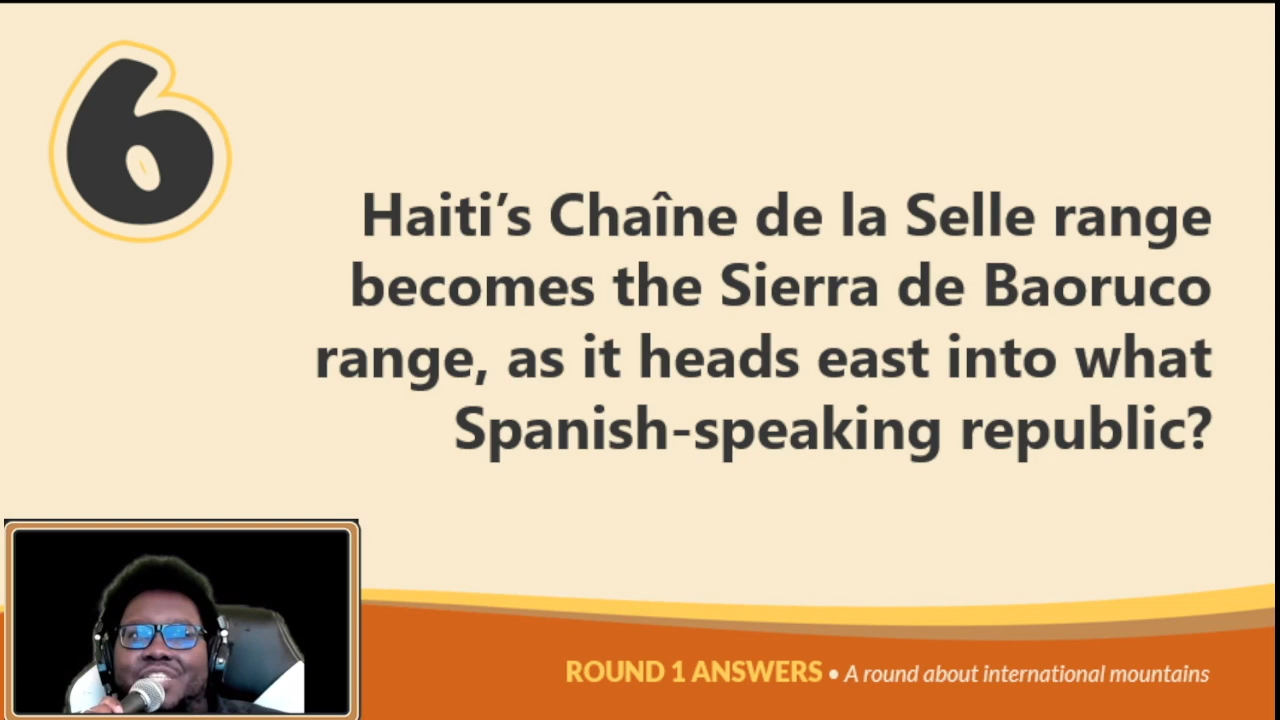 6
Haiti’s Chaîne de la Selle range
becomes the Sierra de Baoruco
range, as it heads east into what
Spanish-speaking republic?
ROUND 1 ANSWERS • A round about international mountains